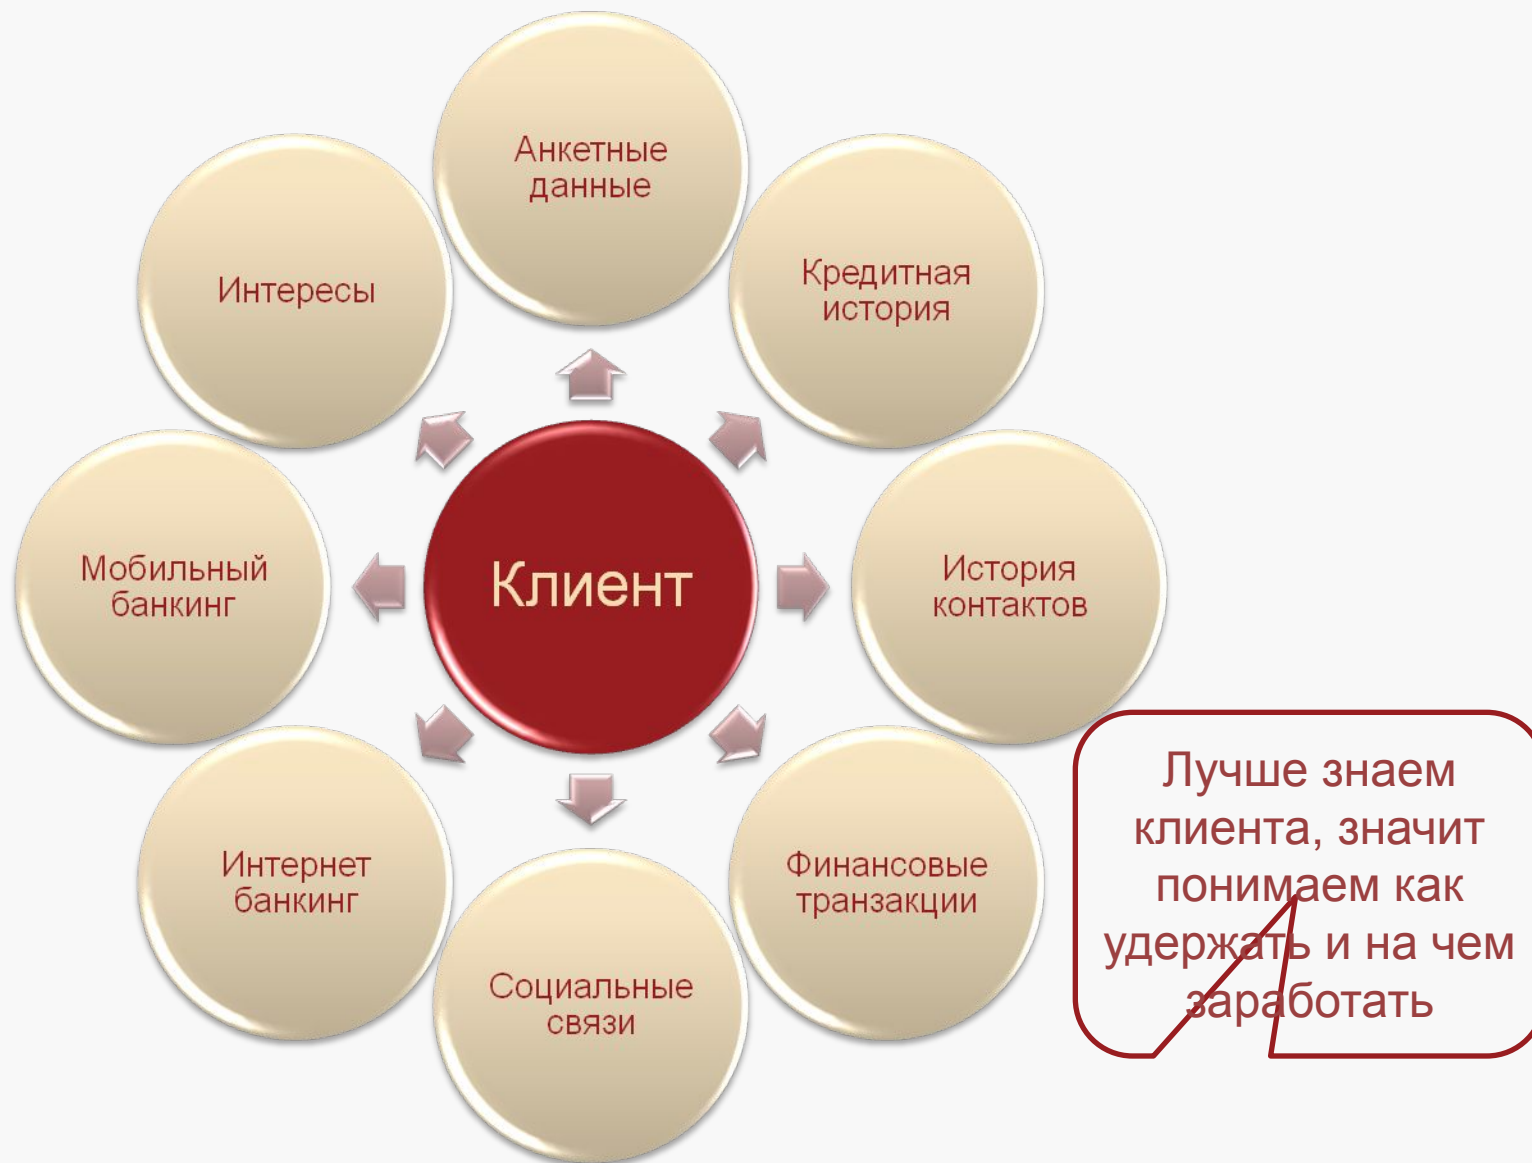 Анкетные
данные
Кредитная
история
История
контактов
Финансовые
транзакции
Социальные
связи
Интернет
банкинг
Мобильный
банкинг
Интересы
Клиент
Лучше знаем
клиента, значит
понимаем как
удержать и на чем
заработать